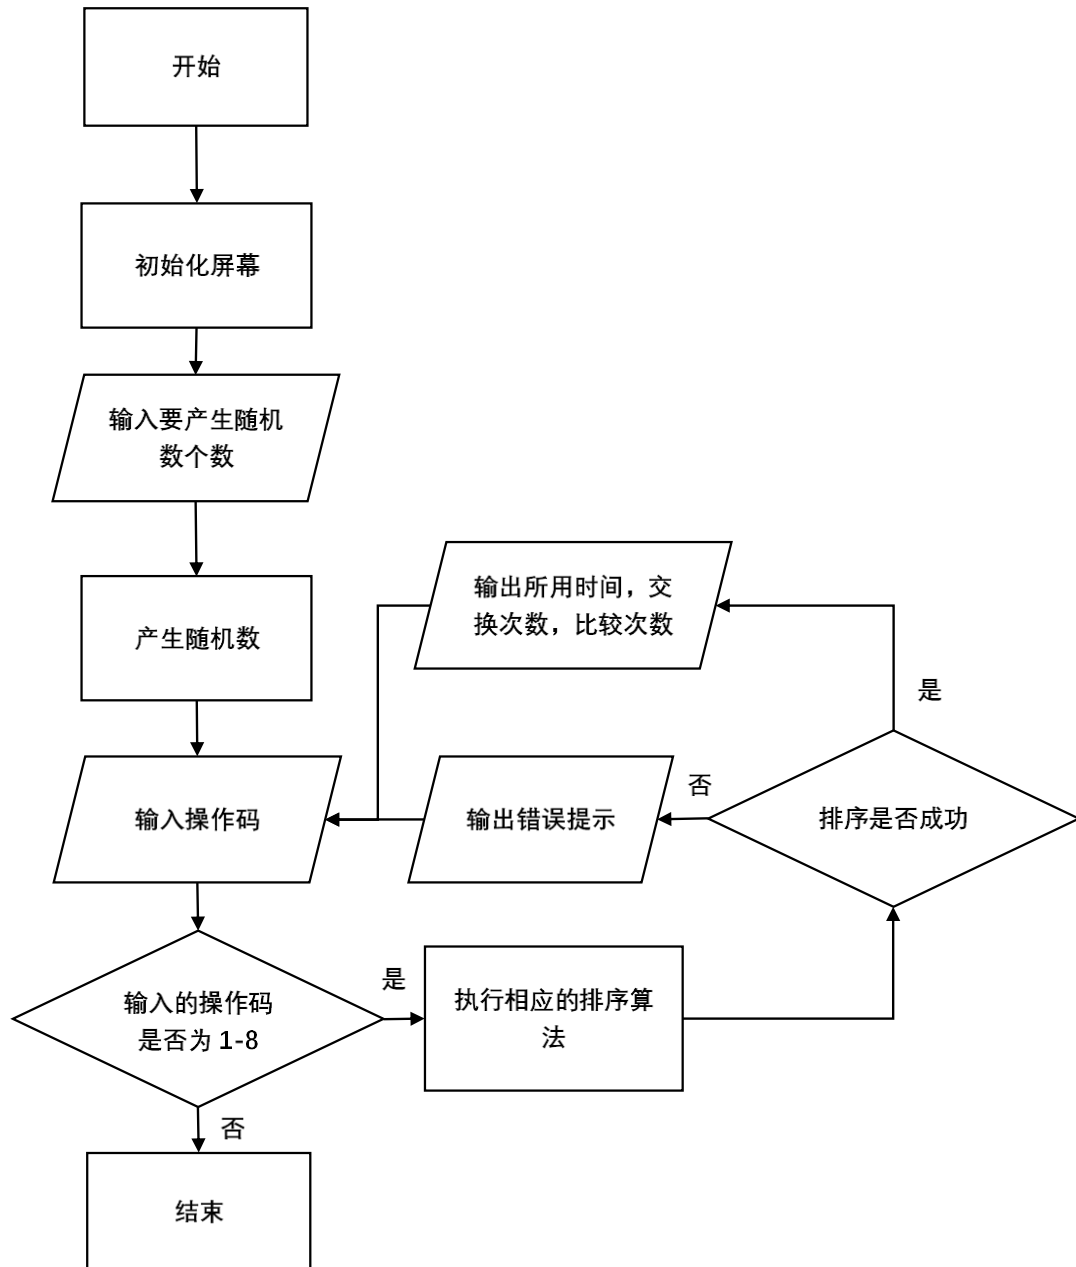 开始
初始化屏幕
输入要产生随机
数个数
产生随机数
输出所用时间，交
换次数，比较次数
是
输入操作码
输出错误提示
否
排序是否成功
输入的操作码
是否为 1-8
是
执行相应的排序算
法
否
结束